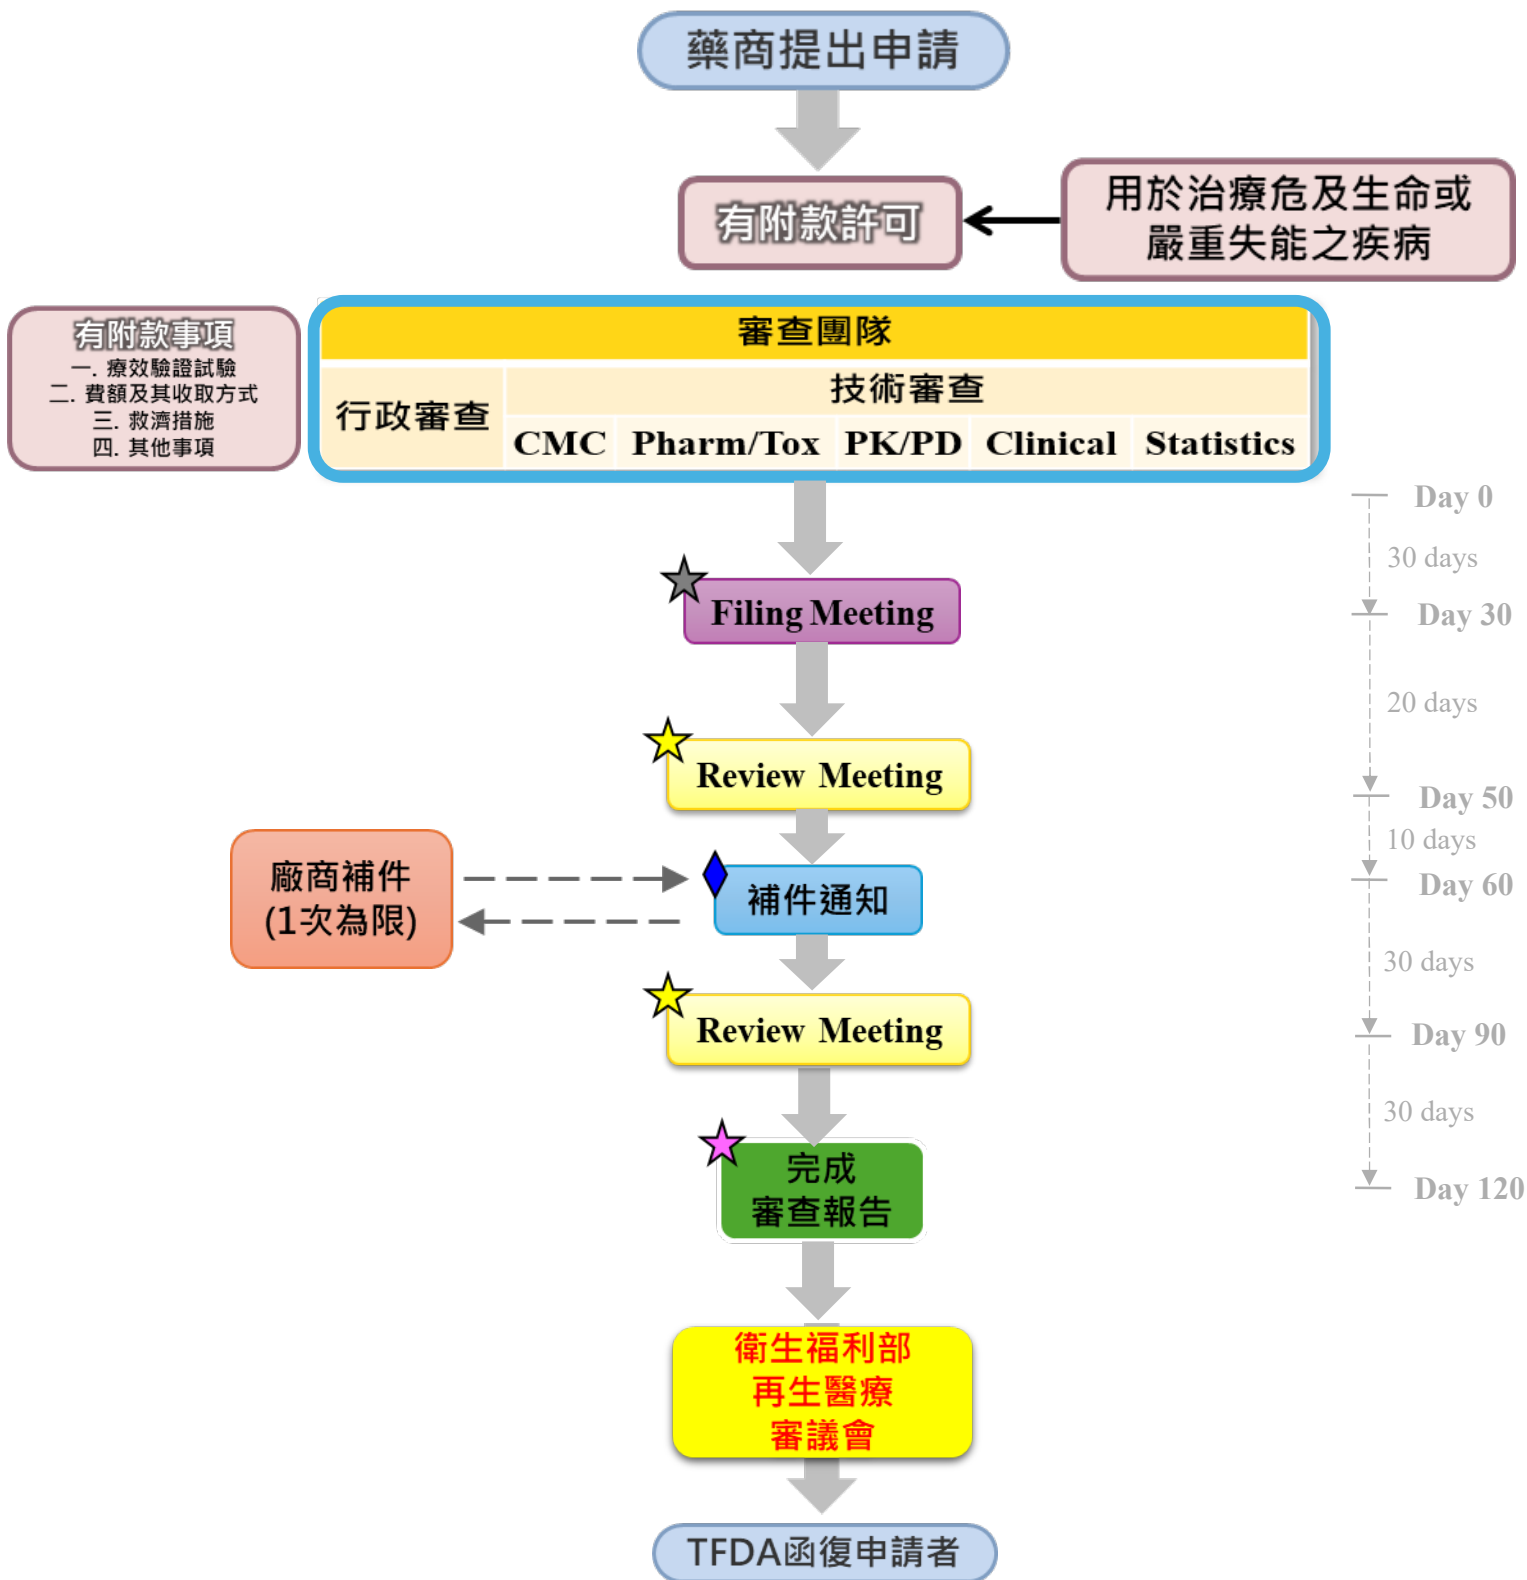 藥商提出申請
有附款許可
用於治療危及生命或
嚴重失能之疾病
有附款事項
一. 療效驗證試驗
二. 費額及其收取方式
三. 救濟措施
四. 其他事項
審查團隊
行政審查
技術審查
CMC Pharm/Tox PK/PD Clinical Statistics
Day 0
30 days
Filing Meeting
Day 30
20 days
Review Meeting
Day 50
10 days
廠商補件
(1次為限)
補件通知
Day 60
30 days
Review Meeting
Day 90
30 days
完成
審查報告
Day 120
衛生福利部
再生醫療
審議會
TFDA函復申請者